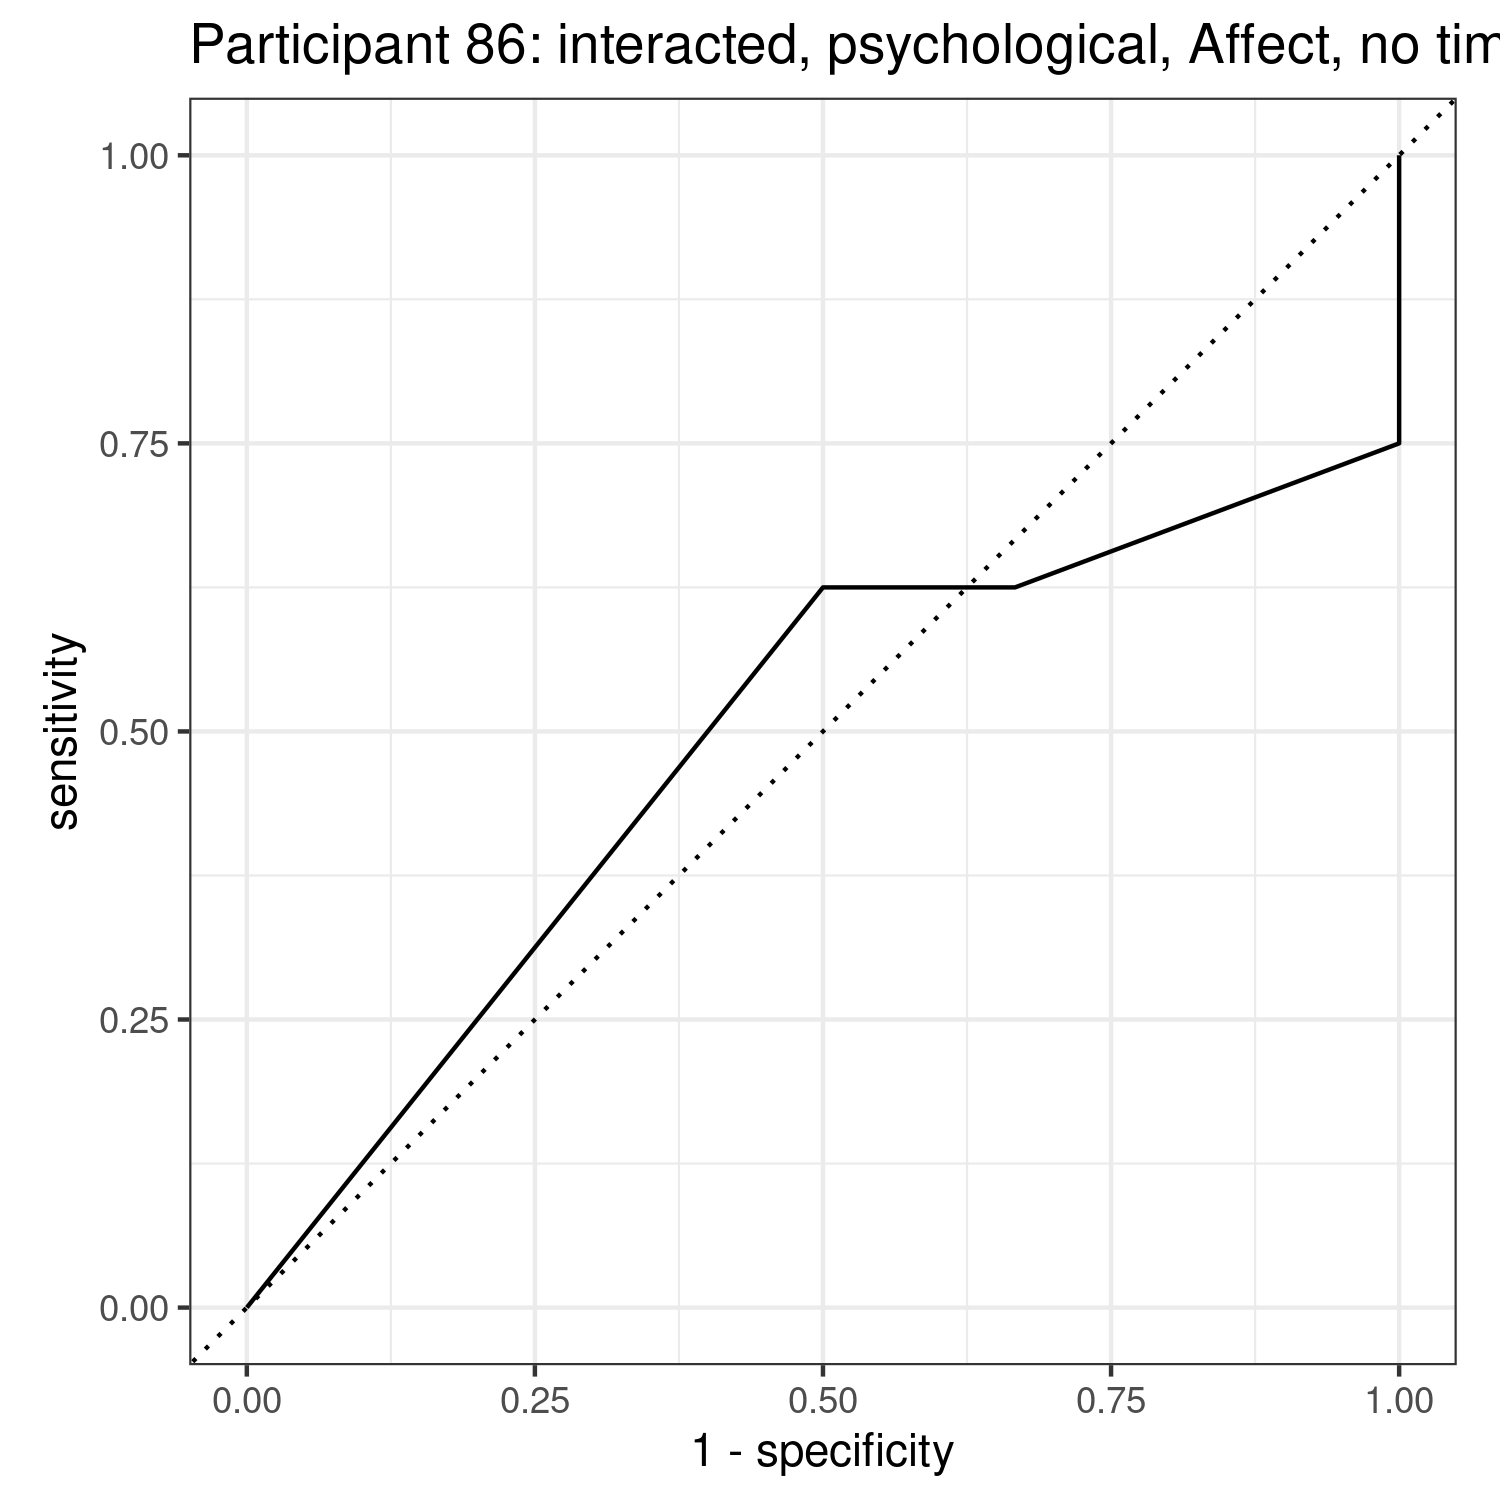 Participant 86: interacted, psychological, Affect, no tim
1.00
0.75
0.50
0.25
0.00
sensitivity
0.00 0.25 0.50 0.75 1.00
1 - specificity